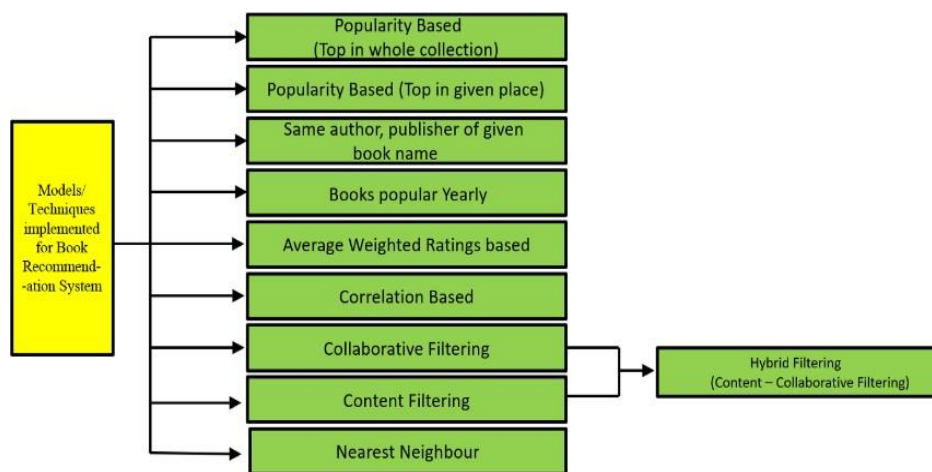 Models/
Techniques
implemented
for Book
Recommend-
-ation System
Popularity Based
(Top in whole collection)
Popularity Based (Top in given place)
Same author, publisher of given
book name
Books popular Yearly
Average Weighted Ratings based
Correlation Based
Collaborative Filtering
Content Filtering
Nearest Neighbour
Hybrid Filtering
(Content – Collaborative Filtering)